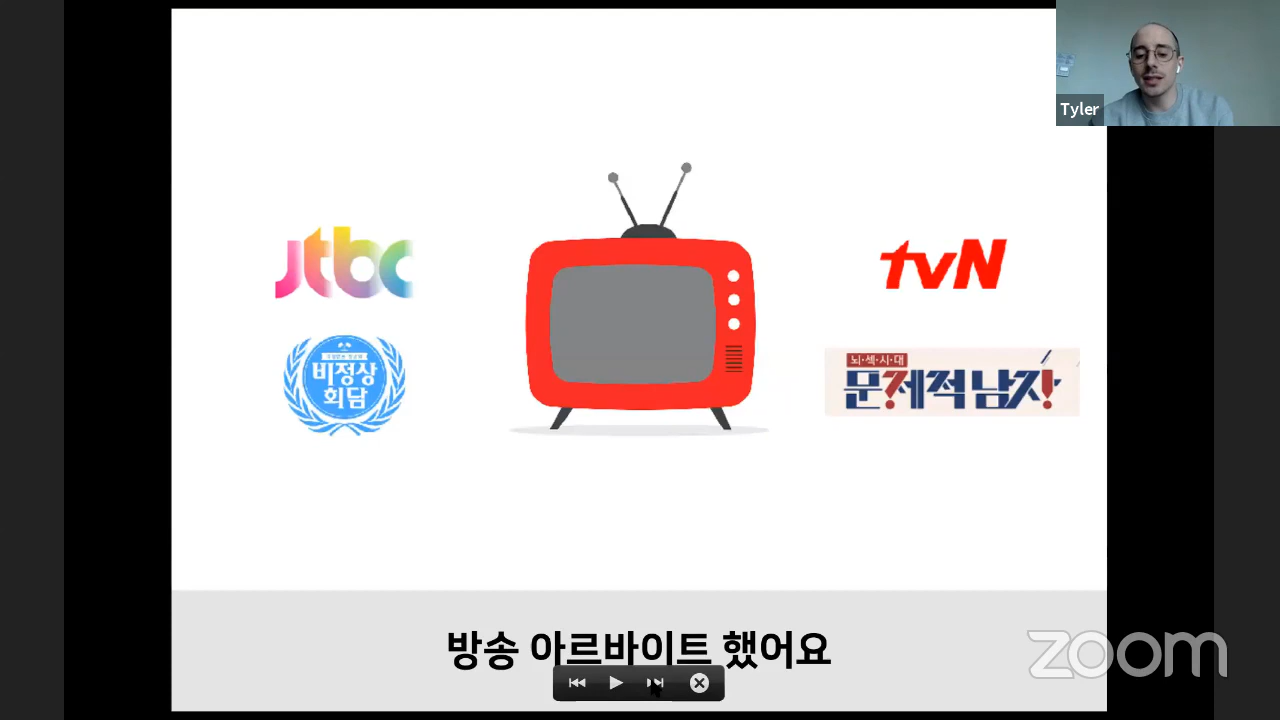 Tyler
jtbc
비정상
회담
tvN
뇌·섹·시·대
문제적남자
방송 아르바이트 했어요
zoom